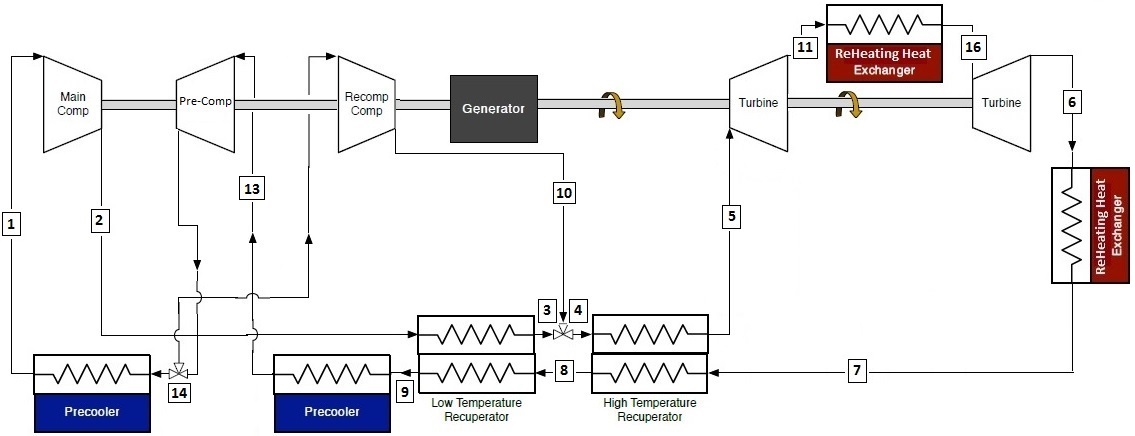 11
ReHeating Heat
Exchanger
16
Main
Comp
Pre-Comp
Recomp
Comp
Generator
Turbine
Turbine
6
13
10
1
2
5
ReHeating Heat
Exchanger
3
4
14
9
8
7
Precooler
Precooler
Low Temperature
Recuperator
High Temperature
Recuperator